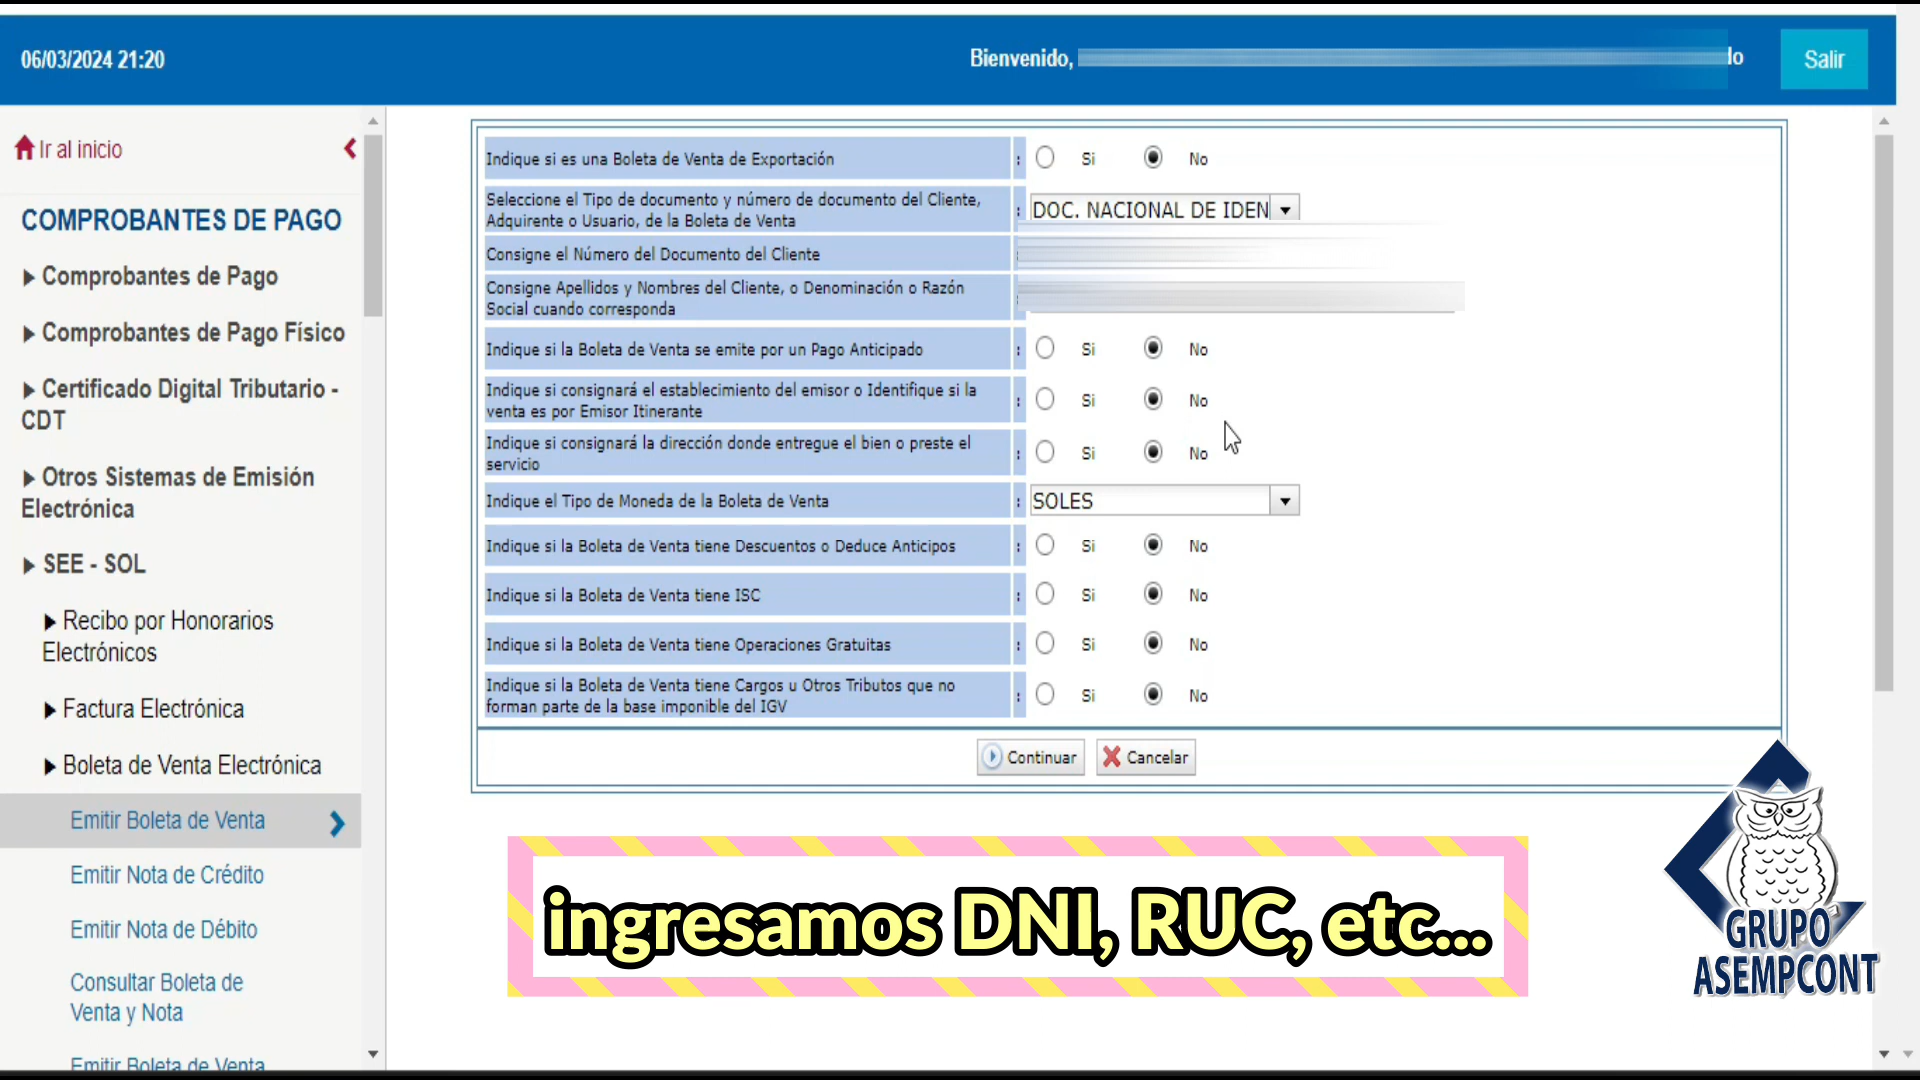 06/03/2024 21:20
Bienvenido,
do
Salir
Ir al inicio
COMPROBANTES DE PAGO
Comprobantes de Pago
Comprobantes de Pago Físico
Certificado Digital Tributario -
CDT
Otros Sistemas de Emisión
Electrónica
SEE - SOL
Recibo por Honorarios
Electrónicos
Factura Electrónica
Boleta de Venta Electrónica
Emitir Boleta de Venta
Emitir Nota de Crédito
Emitir Nota de Débito
Consultar Boleta de
Venta y Nota
Emitir Boleta de Venta
Indique si es una Boleta de Venta de Exportación : Si No
Seleccione el Tipo de documento y número de documento del Cliente,
Adquirente o Usuario, de la Boleta de Venta : DOC. NACIONAL DE IDEN
Consigne el Número del Documento del Cliente :
Consigne Apellidos y Nombres del Cliente, o Denominación o Razón
Social cuando corresponda :
Indique si la Boleta de Venta se emite por un Pago Anticipado : Si No
Indique si consignará el establecimiento del emisor o Identifique si la
venta es por Emisor Itinerante : Si No
Indique si consignará la dirección donde entregue el bien o preste el
servicio : Si No
Indique el Tipo de Moneda de la Boleta de Venta : SOLES
Indique si la Boleta de Venta tiene Descuentos o Deduce Anticipos : Si No
Indique si la Boleta de Venta tiene ISC : Si No
Indique si la Boleta de Venta tiene Operaciones Gratuitas : Si No
Indique si la Boleta de Venta tiene Cargos u Otros Tributos que no
forman parte de la base imponible del IGV : Si No
Continuar Cancelar
ingresamos DNI, RUC, etc...
GRUPO
ASEMPCONT